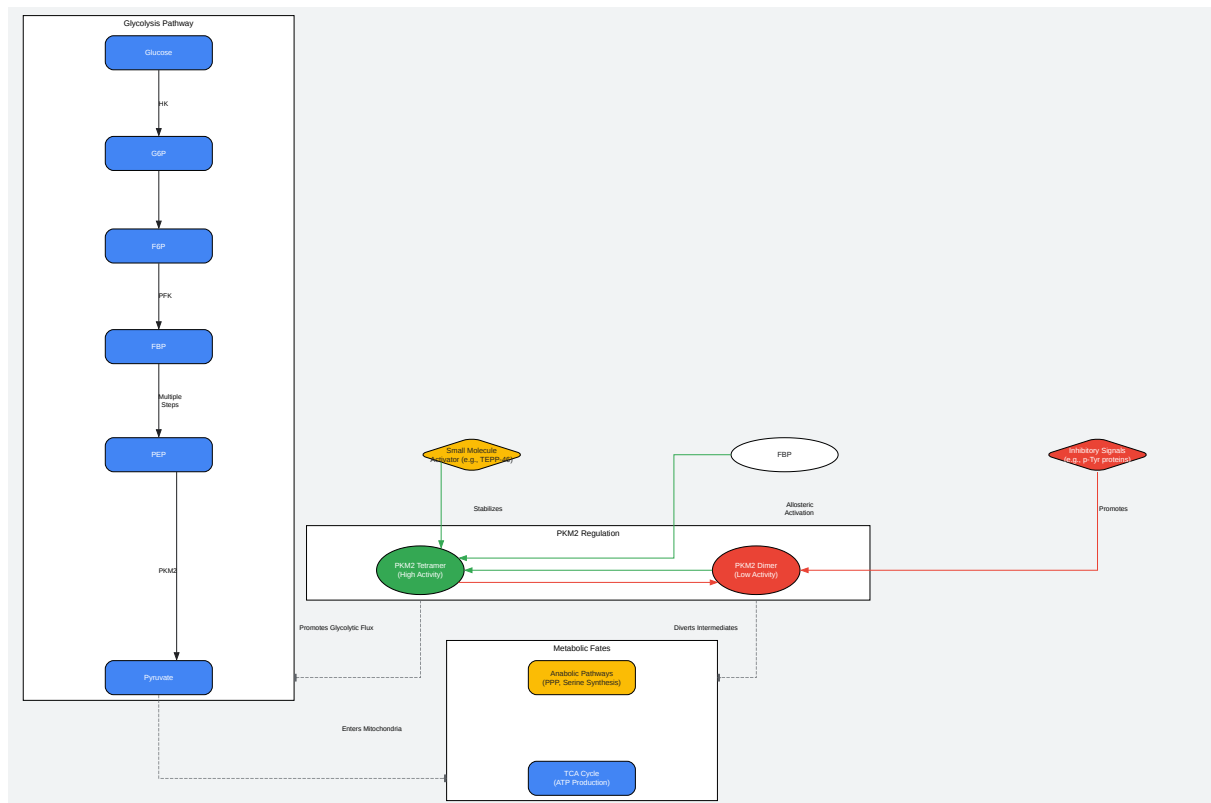 Glycolysis Pathway
Glucose
HK
G6P
F6P
PFK
FBP
Multiple
Steps
PEP
PKM2
Pyruvate
Small Molecule
Activator (e.g., TEPP-46)
FBP
Inhibitory Signals
(e.g., p-Tyr proteins)
Stabilizes
Allosteric
Activation
Promotes
PKM2 Regulation
PKM2 Tetramer
(High Activity)
PKM2 Dimer
(Low Activity)
Promotes Glycolytic Flux
Diverts Intermediates
Metabolic Fates
Anabolic Pathways
(PPP, Serine Synthesis)
Enters Mitochondria
TCA Cycle
(ATP Production)